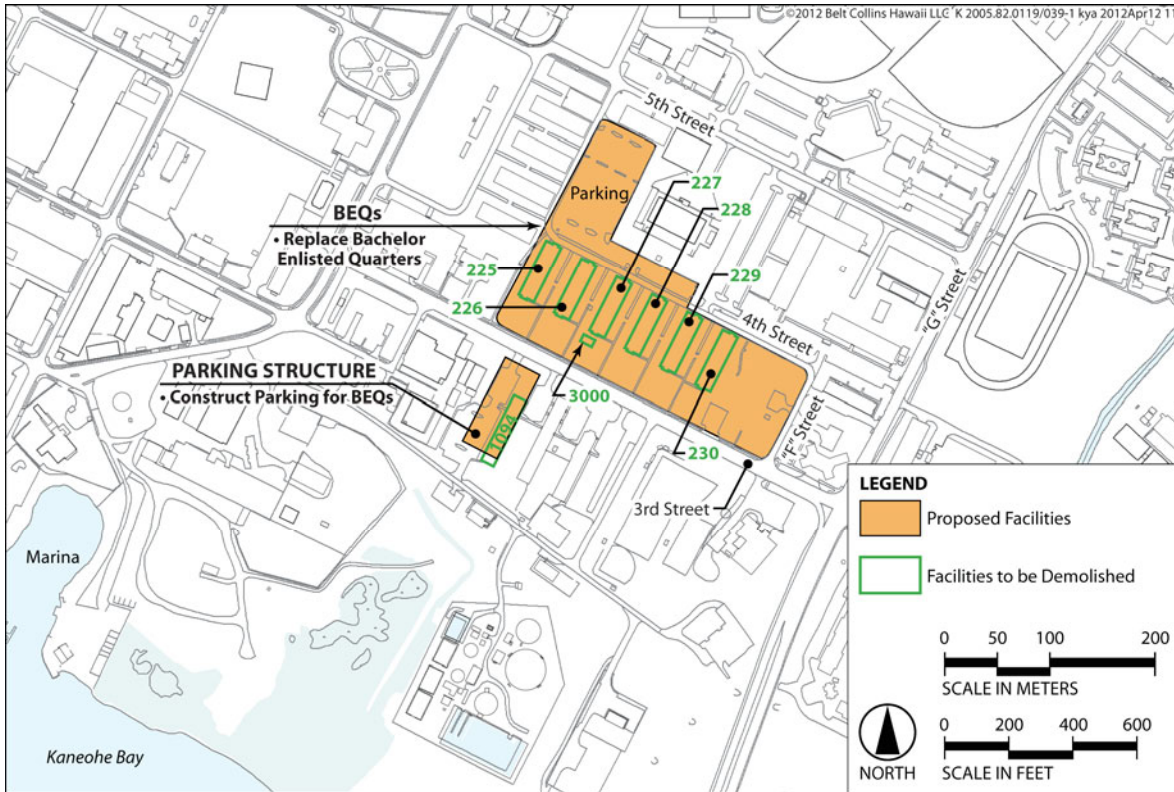 ©2012 Belt Collins Hawaii LLC K 2005.82.0119/039-1 kya 2012Apr12 11
5th Street
Parking
227
228
BEQs
• Replace Bachelor
Enlisted Quarters
225
226
229
4th Street
"G" Street
PARKING STRUCTURE
• Construct Parking for BEQs
1094
3000
230
"F" Street
3rd Street
Marina
Kaneohe Bay
LEGEND
Proposed Facilities
Facilities to be Demolished
0 50 100 200
SCALE IN METERS
0 200 400 600
SCALE IN FEET
NORTH